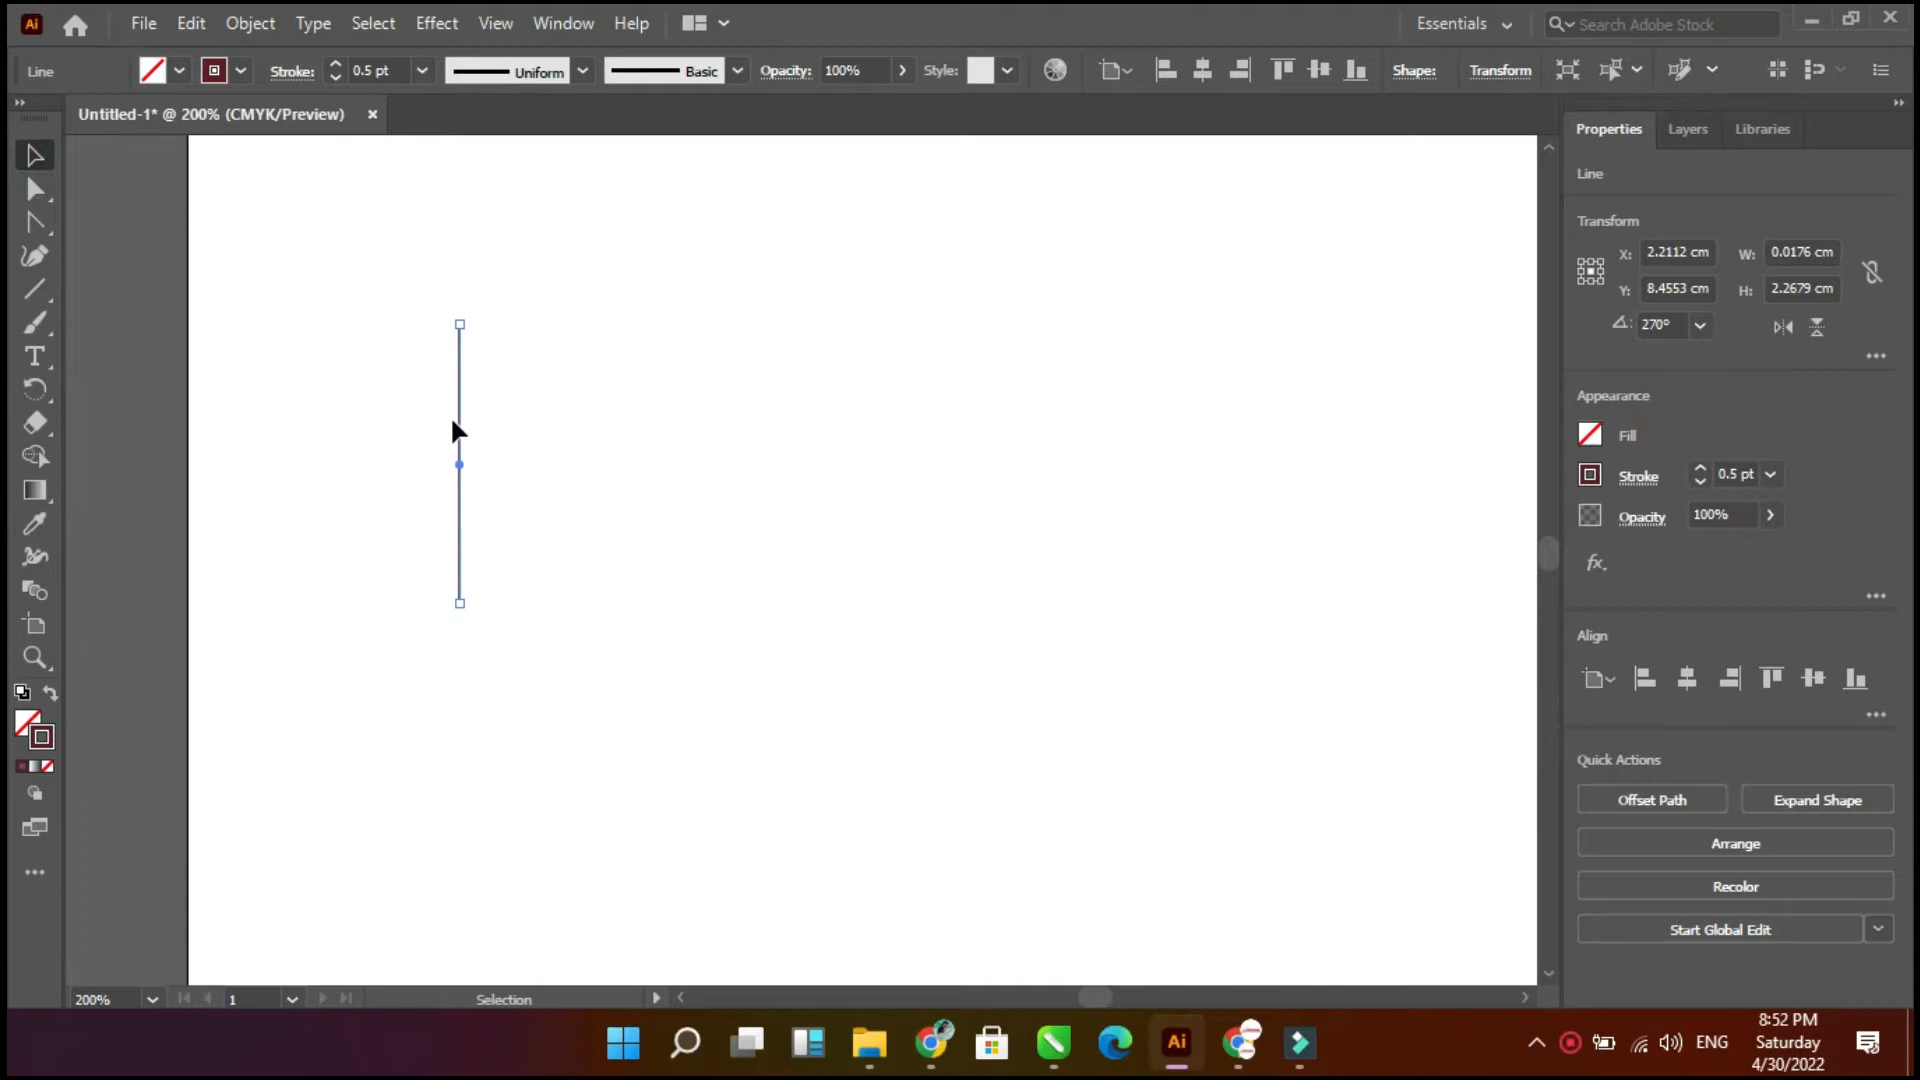 Ai File Edit Object Type Select Effect View Window Help Essentials Search Adobe Stock
Line Stroke: 0.5 pt Uniform Basic Opacity: 100% Style: Shape: Transform
Untitled-1* @ 200% (CMYK/Preview)
Properties Layers Libraries
Line
Transform
X: 2.2112 cm W: 0.0176 cm
Y: 8.4553 cm H: 2.2679 cm
270°
Appearance
Fill
Stroke 0.5 pt
Opacity 100%
fx.
Align
Quick Actions
Offset Path Expand Shape
Arrange
Recolor
Start Global Edit
200% 1 Selection
Ai
ENG
8:52 PM
Saturday
4/30/2022